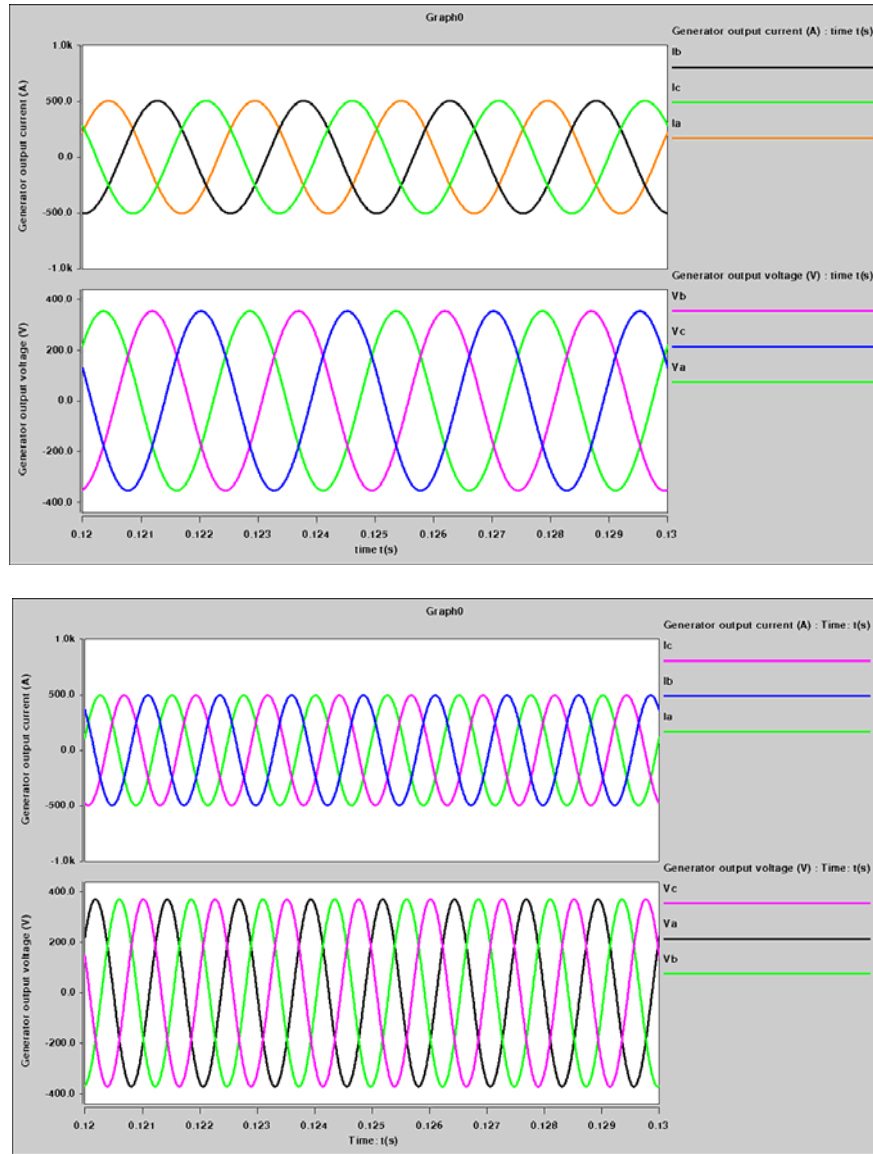 Graph0
Generator output current (A) : time t(s)
1.0k
Ib
500.0
Ic
Ia
0.0
-500.0
-1.0k
Generator output current (A)
Generator output voltage (V) : time t(s)
400.0
Vb
200.0
Vc
Va
0.0
-200.0
-400.0
Generator output voltage (V)
0.12 0.121 0.122 0.123 0.124 0.125 0.126 0.127 0.128 0.129 0.13
time t(s)
Graph0
Generator output current (A) : Time: t(s)
1.0k
Ic
500.0
Ib
Ia
0.0
-500.0
-1.0k
Generator output current (A)
Generator output voltage (V) : Time: t(s)
400.0
Vc
200.0
Va
Vb
0.0
-200.0
-400.0
Generator output voltage (V)
0.12 0.121 0.122 0.123 0.124 0.125 0.126 0.127 0.128 0.129 0.13
Time: t(s)